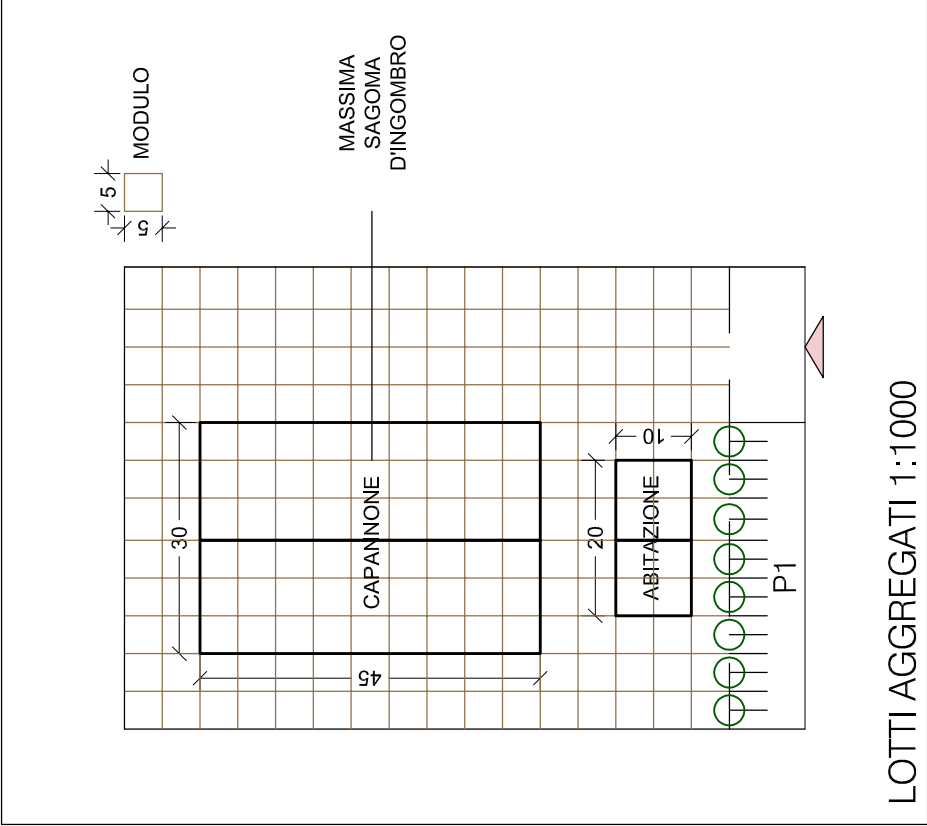 5
5
MODULO
MASSIMA
SAGOMA
D'INGOMBRO
30
CAPANNONE
45
10
20
ABITAZIONE
P1
LOTTI AGGREGATI 1:1000